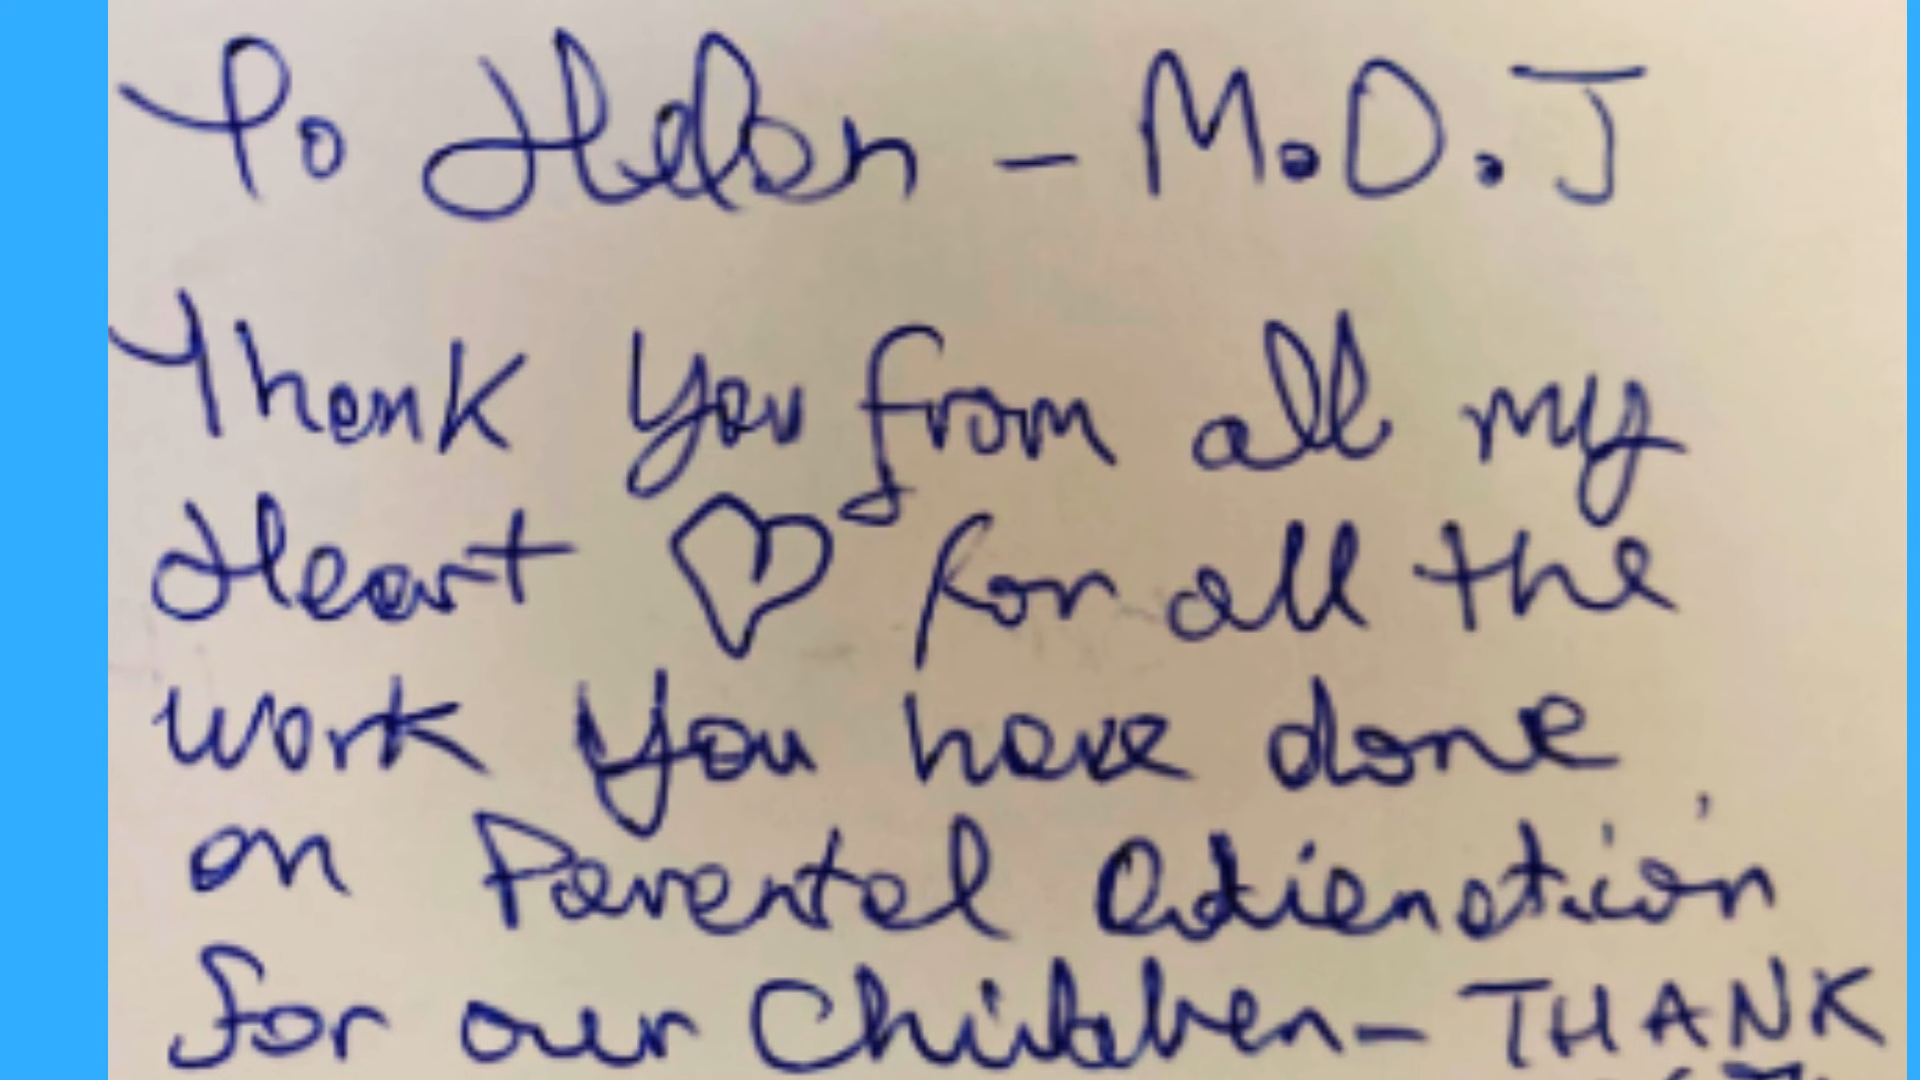 To Helen - M.D.J
Thank you from all my
Heart ♡ for all the
work you have done
on Parental Alienation
for our Children - THANK